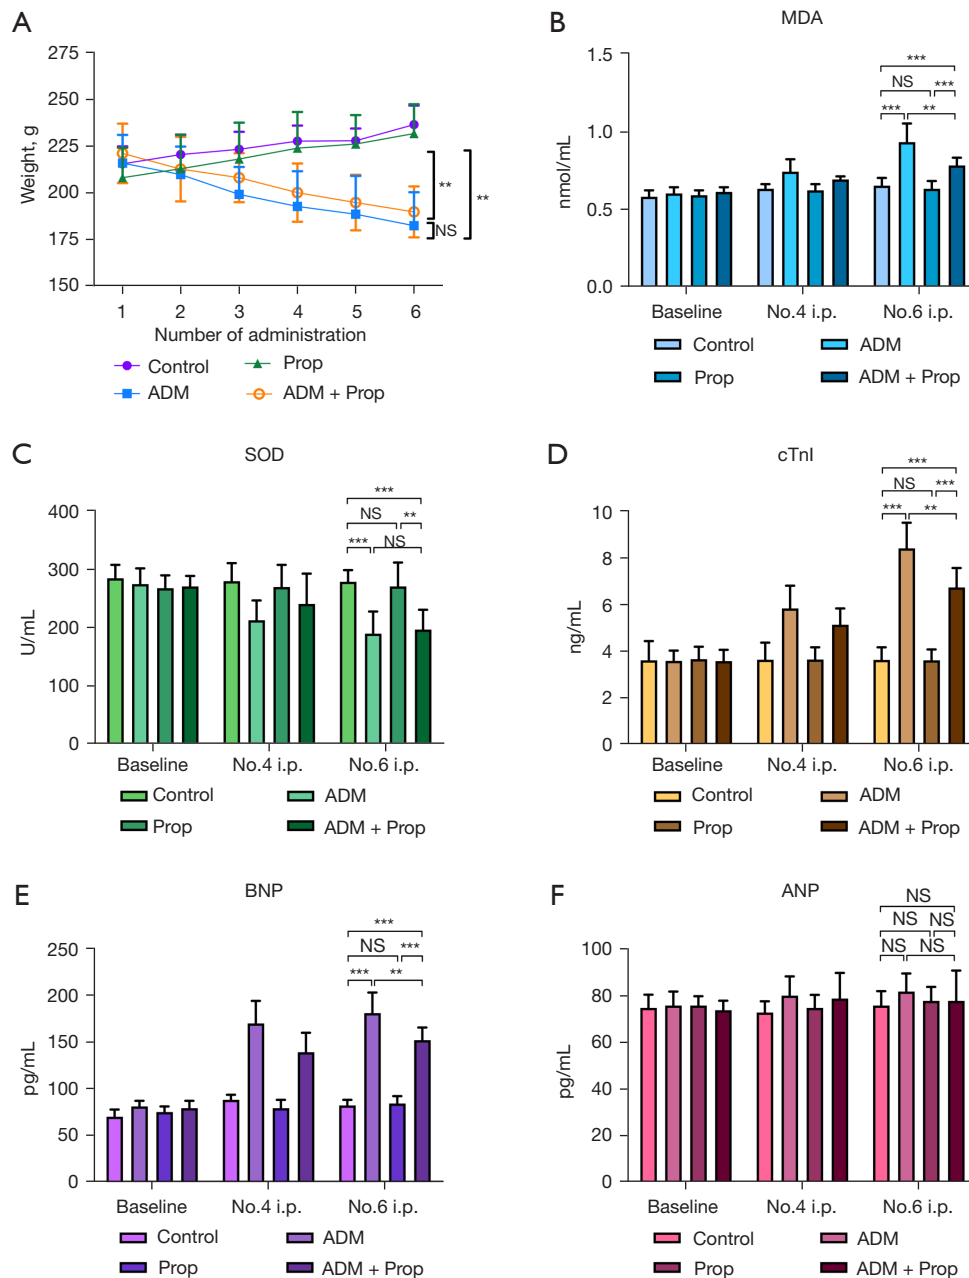 A
Weight, g
275
250
225
200
175
150
**
NS
**
1 2 3 4 5 6
Number of administration
Control
Prop
ADM
ADM + Prop
B
MDA
nmol/mL
1.5
1.0
0.5
0.0
***
NS
***
***
**
Baseline
No.4 i.p.
No.6 i.p.
Control
ADM
Prop
ADM + Prop
C
SOD
U/mL
400
300
200
100
0
***
NS
**
***
NS
Baseline
No.4 i.p.
No.6 i.p.
Control
ADM
Prop
ADM + Prop
D
cTnI
ng/mL
10
8
6
4
2
0
***
NS
***
***
**
Baseline
No.4 i.p.
No.6 i.p.
Control
ADM
Prop
ADM + Prop
E
BNP
pg/mL
250
200
150
100
50
0
***
NS
***
***
**
Baseline
No.4 i.p.
No.6 i.p.
Control
ADM
Prop
ADM + Prop
F
ANP
pg/mL
100
80
60
40
20
0
NS
NS
NS
NS
NS
Baseline
No.4 i.p.
No.6 i.p.
Control
ADM
Prop
ADM + Prop